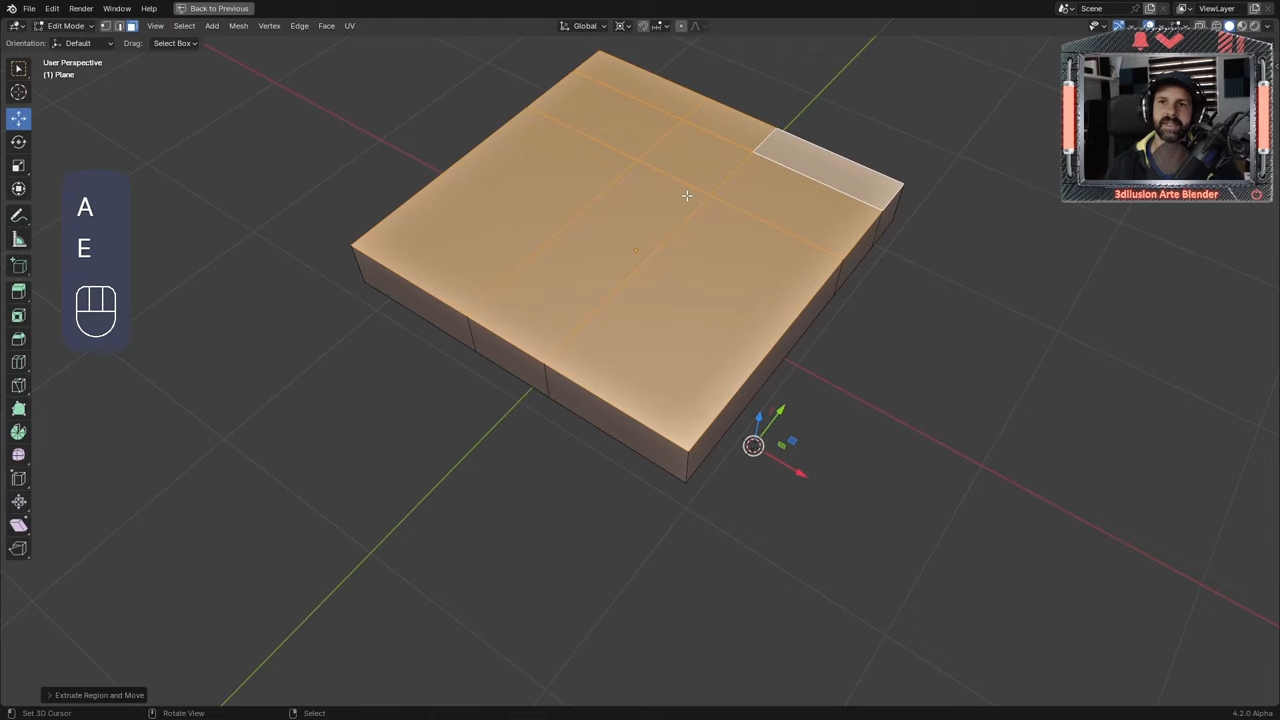 File Edit Render Window Help Back to Previous Scene ViewLayer
Edit Mode View Select Add Mesh Vertex Edge Face UV Global
Orientation: Default Drag: Select Box
User Perspective
(1) Plane
A
E
3dillusion Arte Blender
Extrude Region and Move
Set 3D Cursor Rotate View Select 4.2.0 Alpha